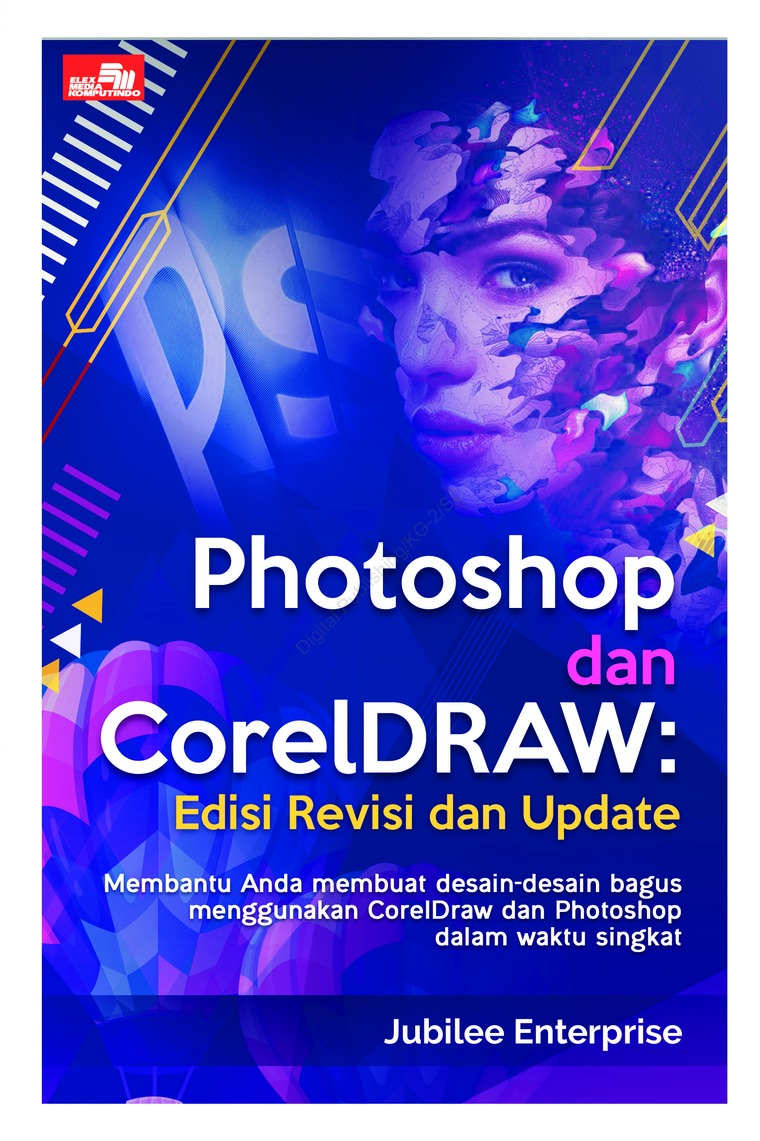 ELEX
MEDIA
KOMPUTINDO
PS
Photoshop
dan
CorelDRAW:
Edisi Revisi dan Update
Membantu Anda membuat desain-desain bagus
menggunakan CorelDraw dan Photoshop
dalam waktu singkat
Jubilee Enterprise